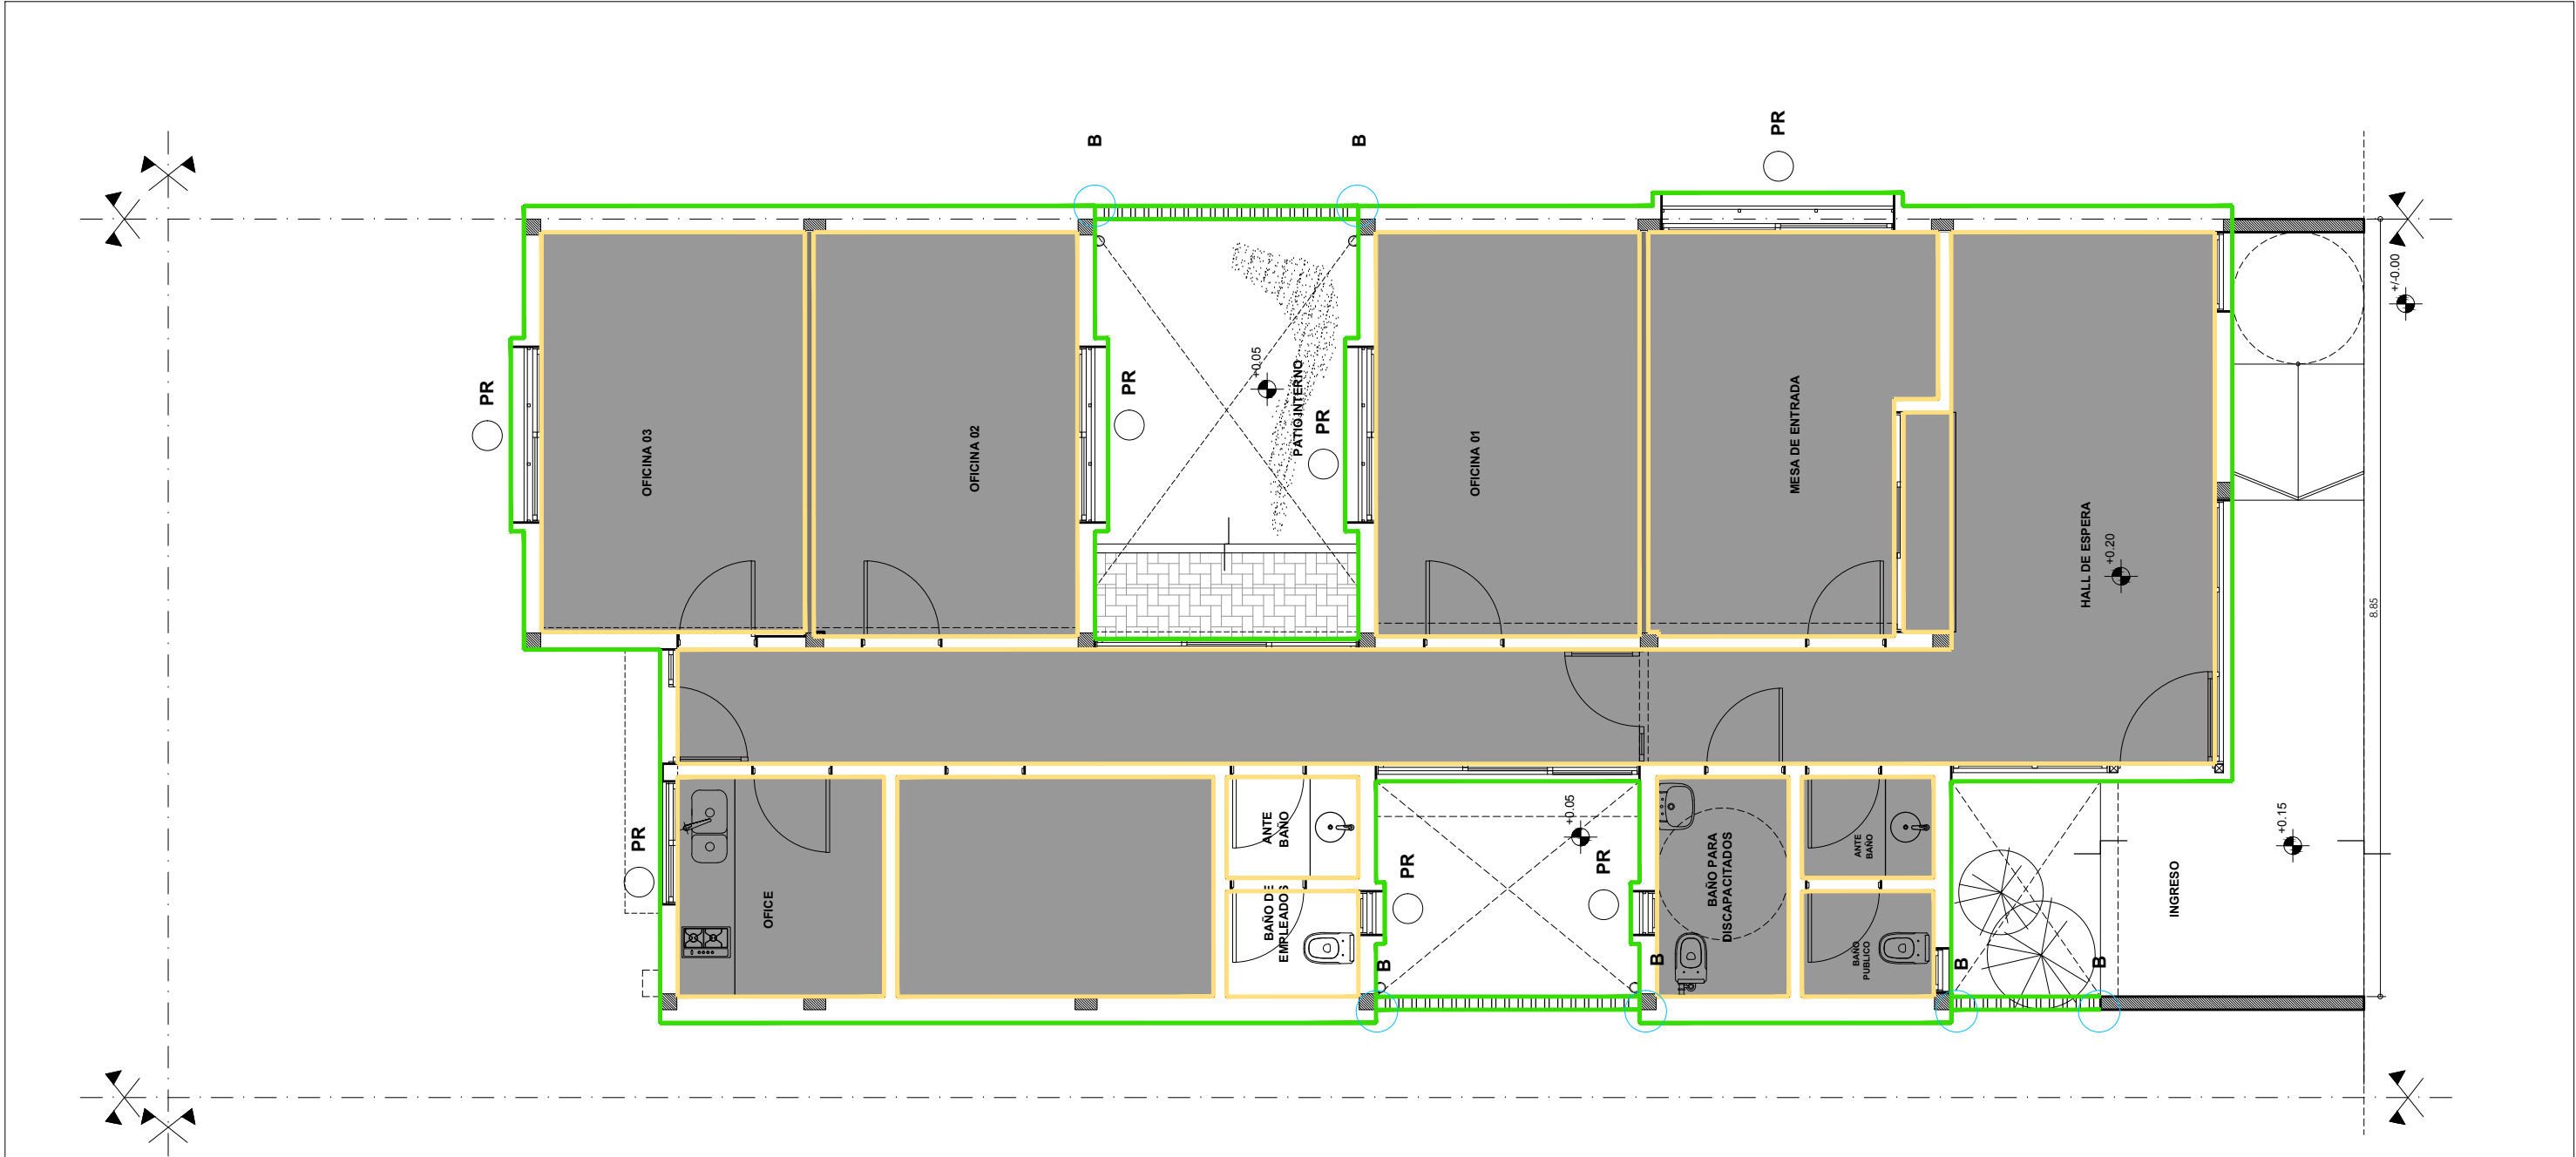 B
B
PR
+/-0.00
PR
PR
+0.05
PATIO INTERNO
PR
OFICINA 03
OFICINA 02
OFICINA 01
MESA DE ENTRADA
HALL DE ESPERA
+0.20
8.85
PR
OFFICE
ANTE
BAÑO
BAÑO DE
EMPLEADOS
PR
+0.05
PR
BAÑO PARA
DISCAPACITADOS
ANTE
BAÑO
BAÑO
PUBLICO
INGRESO
+0.15
B
B
B
B